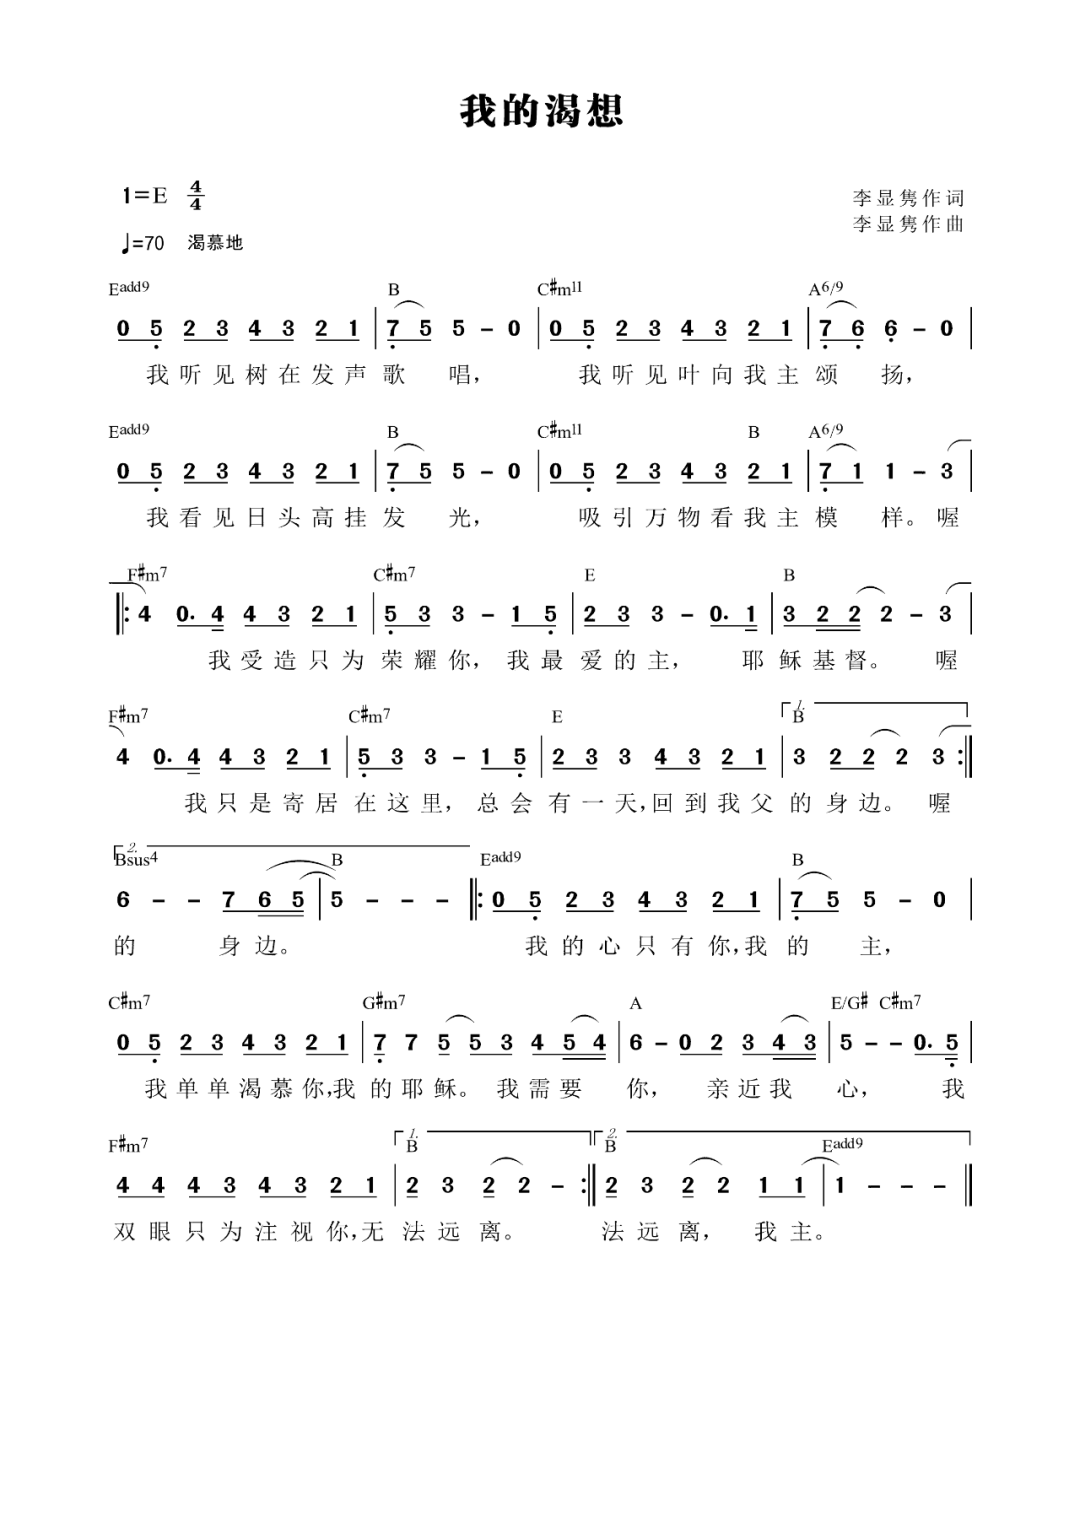 我的渴想
1=E 4/4
李显隽作词
李显隽作曲
♩=70 渴慕地
Eadd9 B C#m11 A6/9
0 5 2 3 4 3 2 1 | 7 5 5 - 0 | 0 5 2 3 4 3 2 1 | 7 6 6 - 0 |
我听见树在发声歌唱， 我听见叶向我主颂扬，
Eadd9 B C#m11 B A6/9
0 5 2 3 4 3 2 1 | 7 5 5 - 0 | 0 5 2 3 4 3 2 1 | 7 1 1 - 3 |
我看见日头高挂发光， 吸引万物看我主模样。喔
F#m7 C#m7 E B
‖: 4 0. 4 4 3 2 1 | 5 3 3 - 1 5 | 2 3 3 - 0. 1 | 3 2 2 2 - 3 |
我受造只为荣耀你，我最爱的主， 耶稣基督。 喔
F#m7 C#m7 E 1. B
4 0. 4 4 3 2 1 | 5 3 3 - 1 5 | 2 3 3 4 3 2 1 | 3 2 2 2 3 :‖
我只是寄居在这里，总会有一天，回到我父的身边。喔
2. Bsus4 B Eadd9 B
6 - - 7 6 5 | 5 - - - ‖: 0 5 2 3 4 3 2 1 | 7 5 5 - 0 |
的 身边。 我的心只有你，我的主，
C#m7 G#m7 A E/G# C#m7
0 5 2 3 4 3 2 1 | 7 7 5 5 3 4 5 4 | 6 - 0 2 3 4 3 | 5 - - 0. 5 |
我单单渴慕你，我的耶稣。我需要你， 亲近我心， 我
F#m7 1. B 2. B Eadd9
4 4 4 3 4 3 2 1 | 2 3 2 2 - :‖ 2 3 2 2 1 1 | 1 - - - ‖
双眼只为注视你，无法远离。 法远离， 我主。